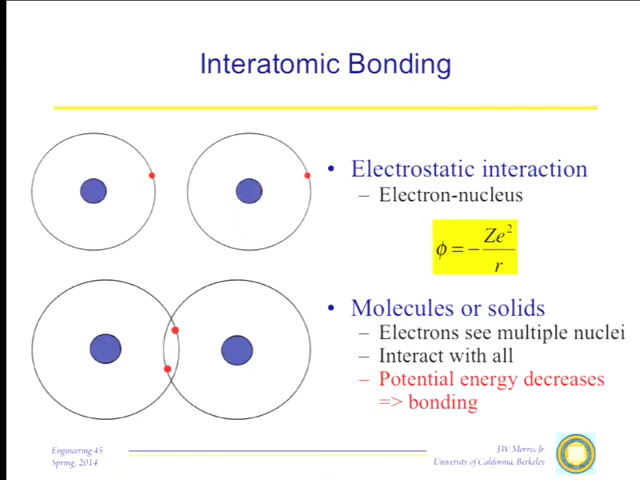 Interatomic Bonding
• Electrostatic interaction
– Electron-nucleus
ϕ = − Ze²/r
• Molecules or solids
– Electrons see multiple nuclei
– Interact with all
– Potential energy decreases
=> bonding
Engineering 45
Spring, 2014
J.W. Morris, Jr
University of California, Berkeley